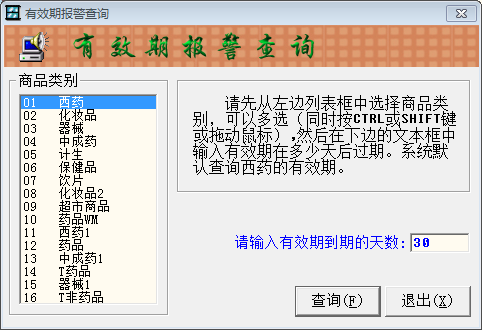 有效期报警查询
有效期报警查询
商品类别
01 西药
02 化妆品
03 器械
04 中成药
05 计生
06 保健品
07 饮片
08 化妆品2
09 超市商品
10 药品WM
11 西药1
12 药品
13 中成药1
14 T药品
15 器械1
16 T非药品
请先从左边列表框中选择商品类
别, 可以多选（同时按CTRL或SHIFT键
或拖动鼠标）,然后在下边的文本框中
输入有效期在多少天后过期。系统默
认查询西药的有效期。
请输入有效期到期的天数: 30
查询(F) 退出(X)